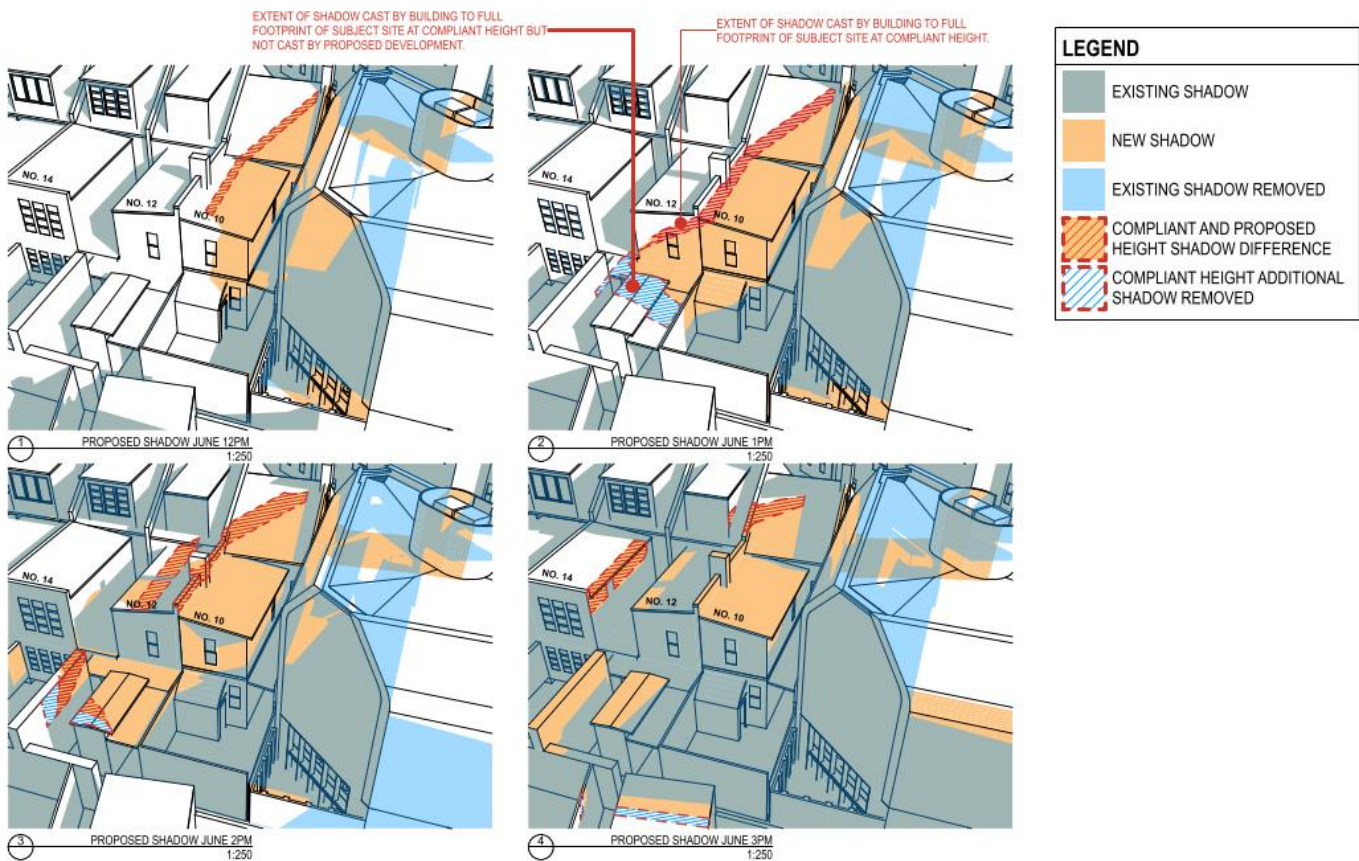 EXTENT OF SHADOW CAST BY BUILDING TO FULL
FOOTPRINT OF SUBJECT SITE AT COMPLIANT HEIGHT BUT
NOT CAST BY PROPOSED DEVELOPMENT.
EXTENT OF SHADOW CAST BY BUILDING TO FULL
FOOTPRINT OF SUBJECT SITE AT COMPLIANT HEIGHT.
LEGEND
EXISTING SHADOW
NEW SHADOW
EXISTING SHADOW REMOVED
COMPLIANT AND PROPOSED
HEIGHT SHADOW DIFFERENCE
COMPLIANT HEIGHT ADDITIONAL
SHADOW REMOVED
NO. 14
NO. 12
NO. 10
1
PROPOSED SHADOW JUNE 12PM
1:250
NO. 14
NO. 12
NO. 10
2
PROPOSED SHADOW JUNE 1PM
1:250
NO. 14
NO. 12
NO. 10
3
PROPOSED SHADOW JUNE 2PM
1:250
NO. 14
NO. 12
NO. 10
4
PROPOSED SHADOW JUNE 3PM
1:250